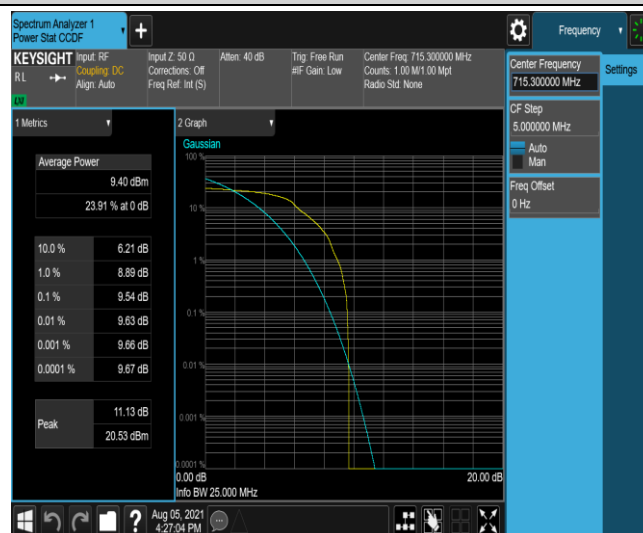 Spectrum Analyzer 1
Power Stat CCDF
+
Frequency
KEYSIGHT
RL
Input: RF
Coupling: DC
Align: Auto
Input Z: 50 Ω
Corrections: Off
Freq Ref: Int (S)
Atten: 40 dB
Trig: Free Run
#IF Gain: Low
Center Freq: 715.300000 MHz
Counts: 1.00 M/1.00 Mpt
Radio Std: None
Center Frequency
715.300000 MHz
Settings
CF Step
5.000000 MHz
Auto
Man
Freq Offset
0 Hz
1 Metrics
Average Power
9.40 dBm
23.91 % at 0 dB
10.0 % 6.21 dB
1.0 % 8.89 dB
0.1 % 9.54 dB
0.01 % 9.63 dB
0.001 % 9.66 dB
0.0001 % 9.67 dB
Peak
11.13 dB
20.53 dBm
2 Graph
Gaussian
100 %
10 %
1 %
0.1 %
0.01 %
0.001 %
0.0001 %
0.00 dB 20.00 dB
Info BW 25.000 MHz
?
Aug 05, 2021
4:27:04 PM